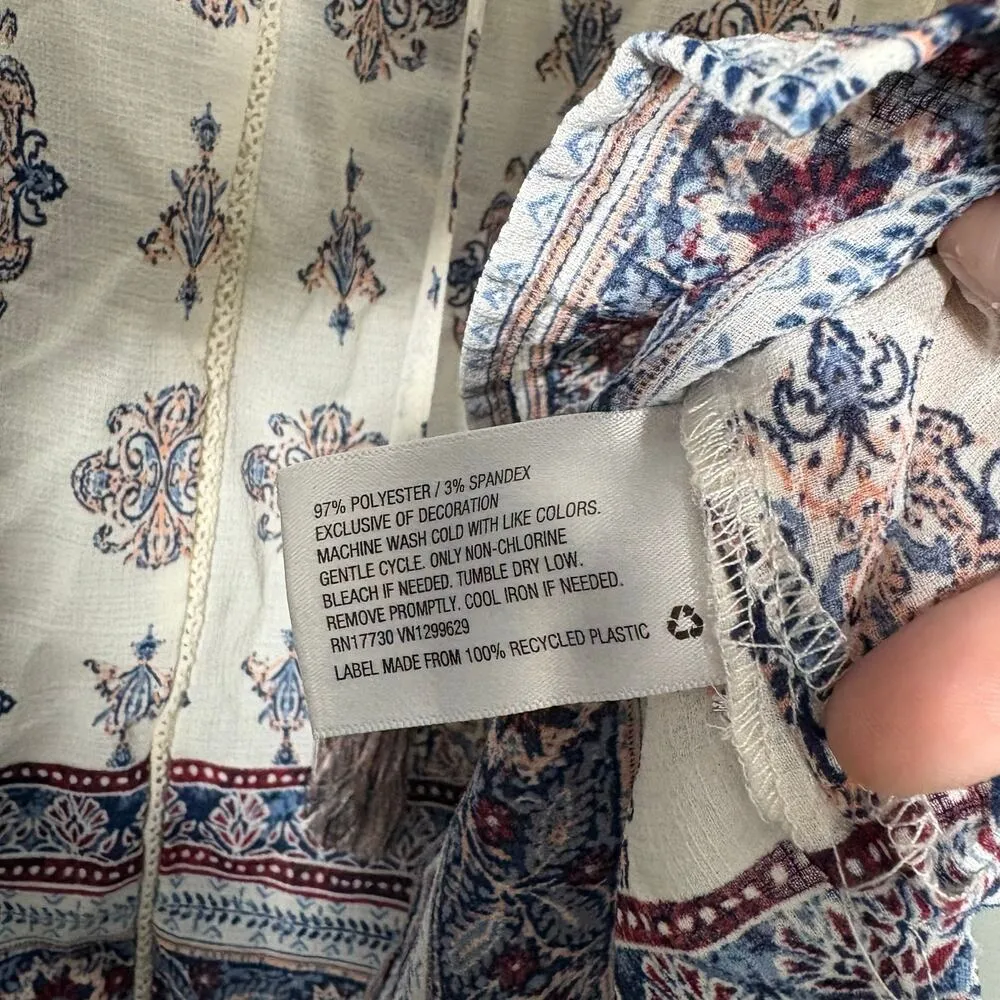 97% POLYESTER / 3% SPANDEX
EXCLUSIVE OF DECORATION
MACHINE WASH COLD WITH LIKE COLORS.
GENTLE CYCLE. ONLY NON-CHLORINE
BLEACH IF NEEDED. TUMBLE DRY LOW.
REMOVE PROMPTLY. COOL IRON IF NEEDED.
RN17730 VN1299629
LABEL MADE FROM 100% RECYCLED PLASTIC